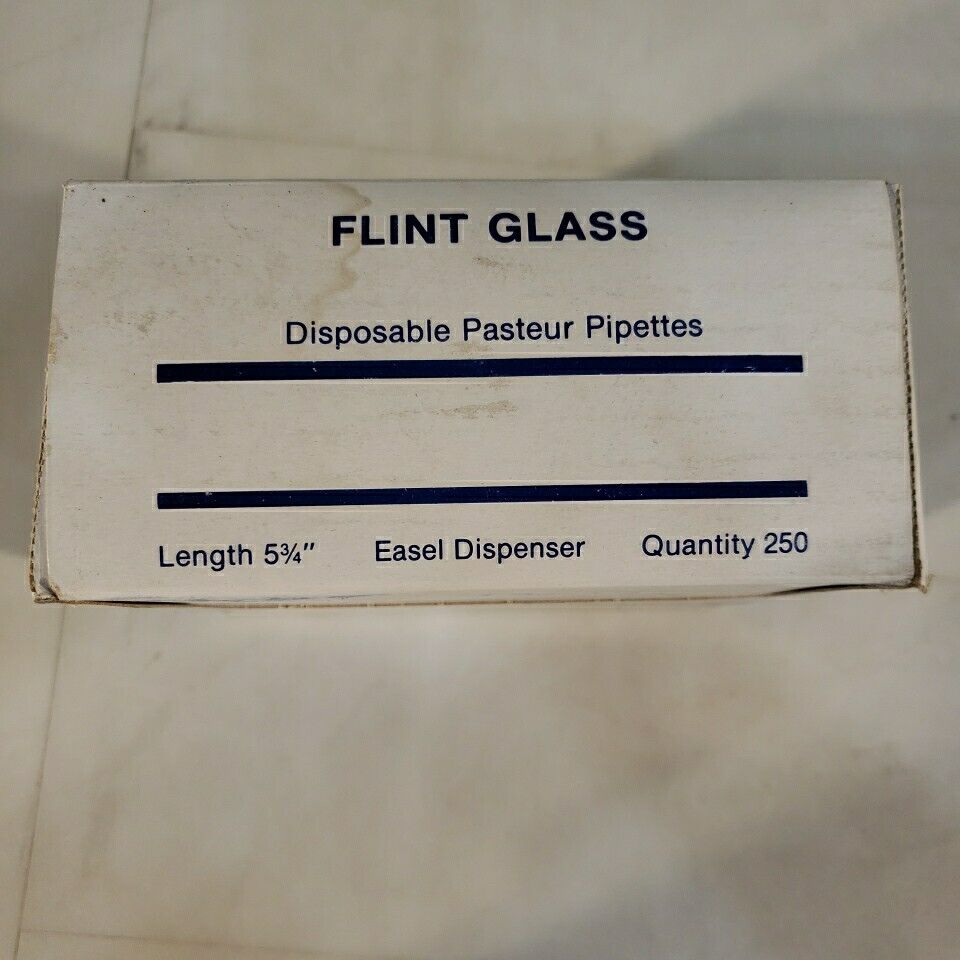 FLINT GLASS
Disposable Pasteur Pipettes
Length 5¾" Easel Dispenser Quantity 250